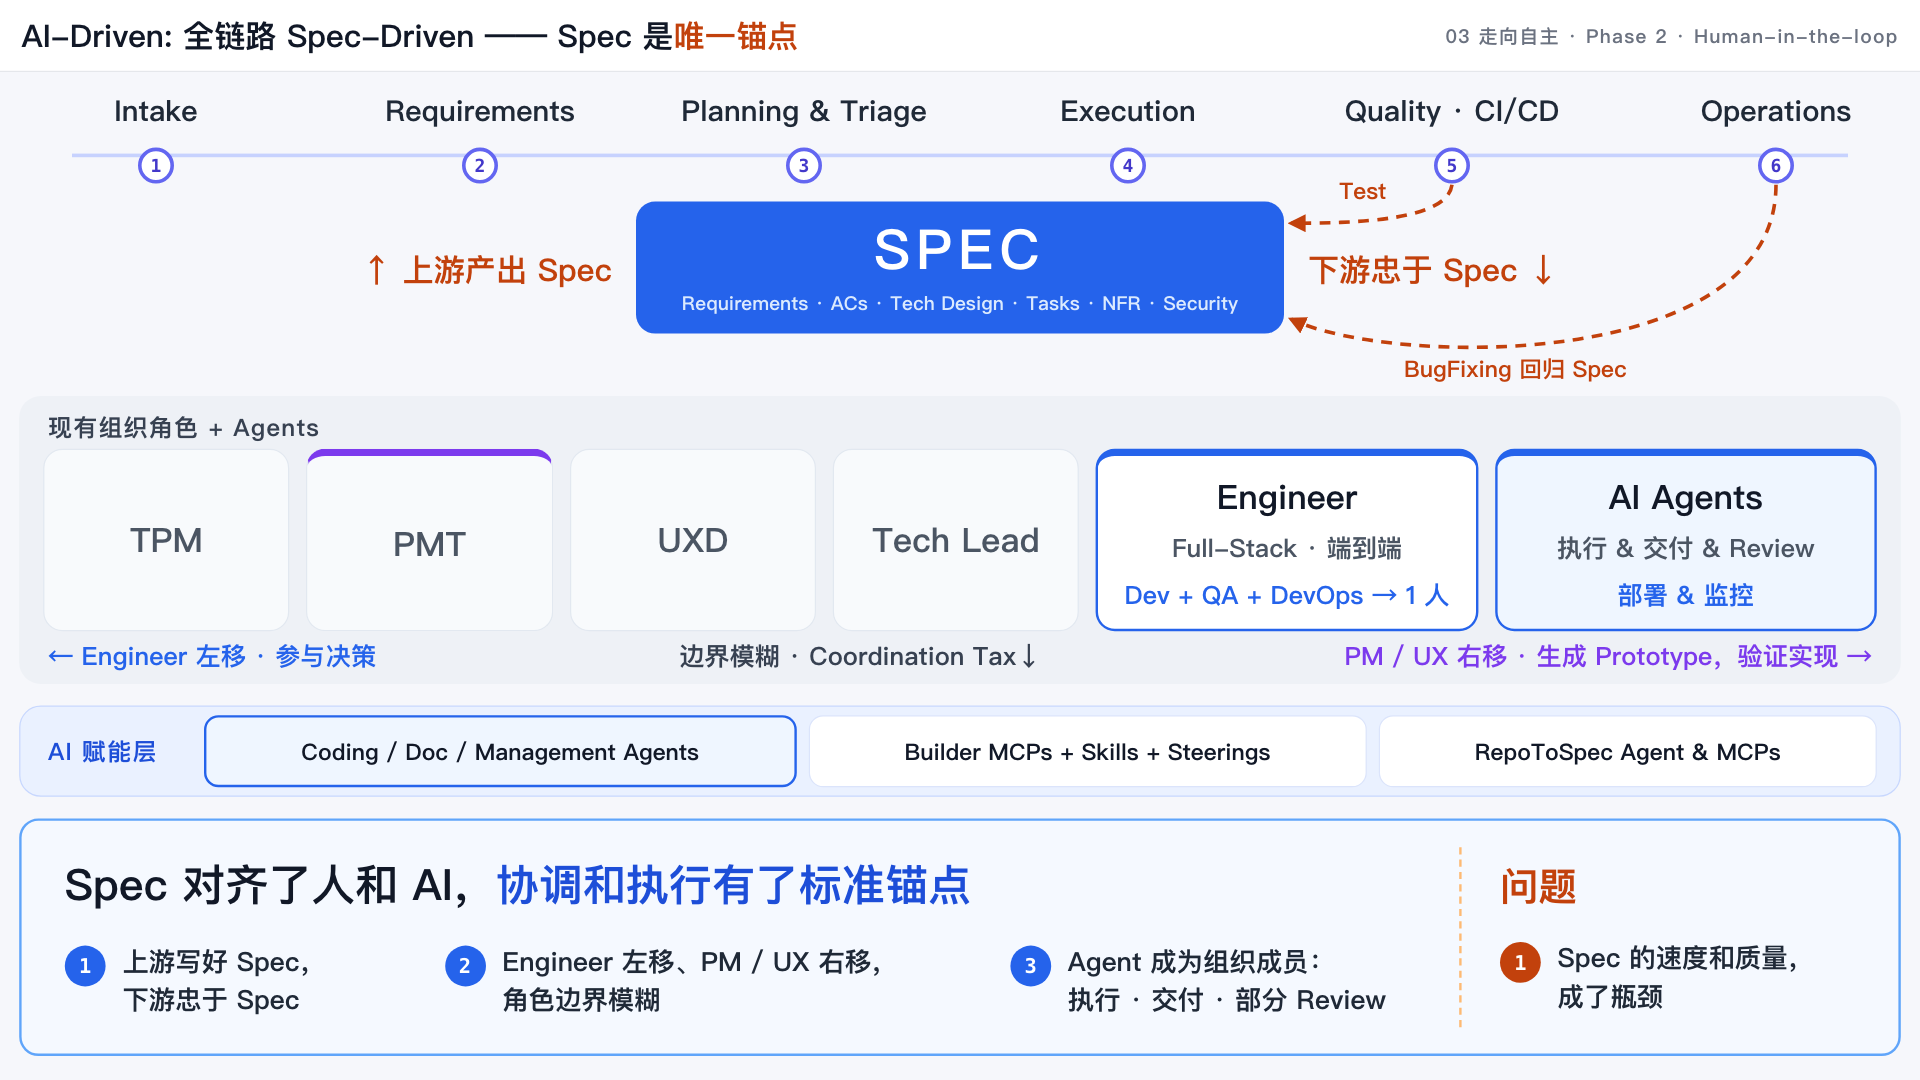 AI-Driven: 全链路 Spec-Driven —— Spec 是唯一锚点
03 走向自主 · Phase 2 · Human-in-the-loop
Intake
Requirements
Planning & Triage
Execution
Quality · CI/CD
Operations
1
2
3
4
5
6
Test
↑ 上游产出 Spec
SPEC
Requirements · ACs · Tech Design · Tasks · NFR · Security
下游忠于 Spec ↓
BugFixing 回归 Spec
现有组织角色 + Agents
TPM
PMT
UXD
Tech Lead
Engineer
Full-Stack · 端到端
Dev + QA + DevOps → 1 人
AI Agents
执行 & 交付 & Review
部署 & 监控
← Engineer 左移 · 参与决策
边界模糊 · Coordination Tax↓
PM / UX 右移 · 生成 Prototype，验证实现 →
AI 赋能层
Coding / Doc / Management Agents
Builder MCPs + Skills + Steerings
RepoToSpec Agent & MCPs
Spec 对齐了人和 AI，协调和执行有了标准锚点
1
上游写好 Spec，
下游忠于 Spec
2
Engineer 左移、PM / UX 右移，
角色边界模糊
3
Agent 成为组织成员：
执行 · 交付 · 部分 Review
问题
1
Spec 的速度和质量，
成了瓶颈